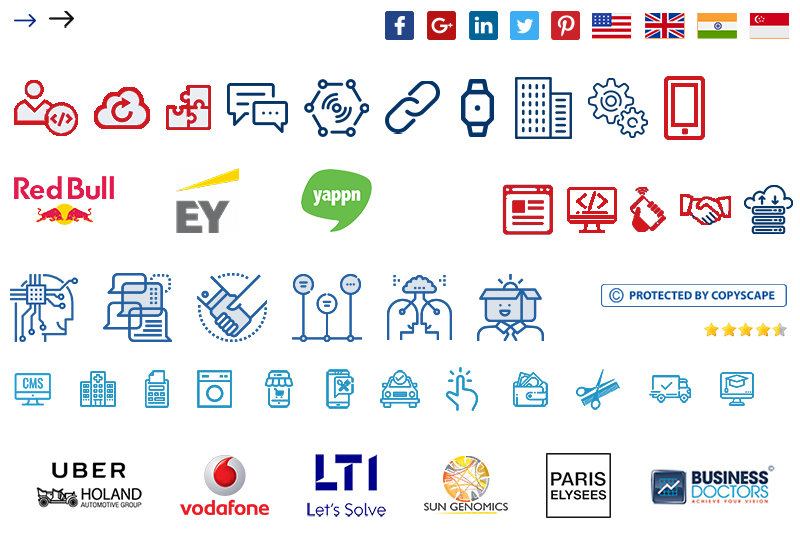 f
G+
in
</>
Red Bull
EY
yappn
</>
© PROTECTED BY COPYSCAPE
CMS
UBER
HOLAND
AUTOMOTIVE GROUP
vodafone
LTI
Let's Solve
SUN GENOMICS
PARIS
ELYSEES
BUSINESS©
DOCTORS
ACHIEVE YOUR VISION